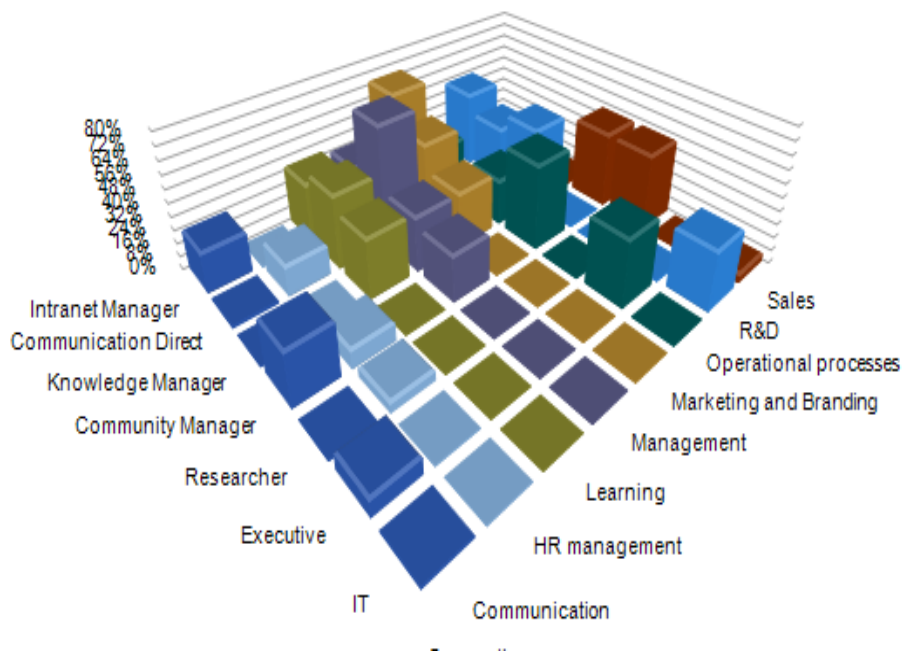 80%
72%
64%
56%
48%
40%
32%
24%
16%
8%
0%
Intranet Manager
Communication Direct
Knowledge Manager
Community Manager
Researcher
Executive
IT
Sales
R&D
Operational processes
Marketing and Branding
Management
Learning
HR management
Communication